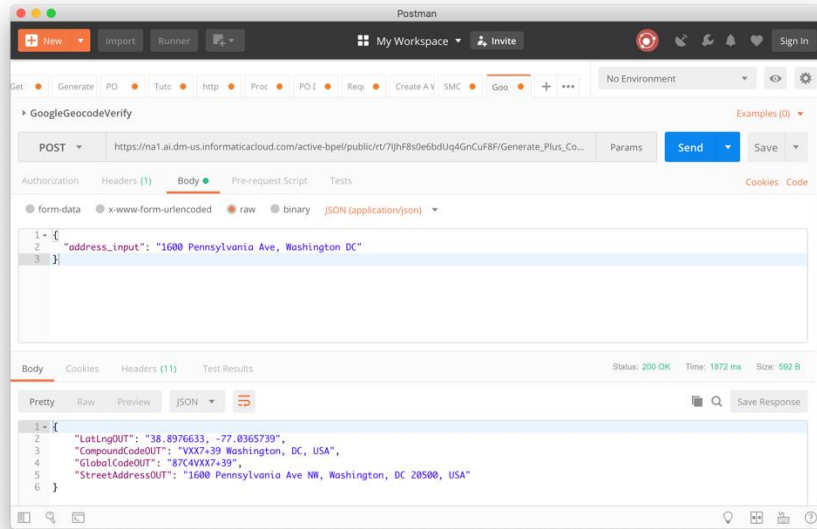 Postman
New Import Runner My Workspace Invite Sign In
Get Generate PO Tutc http Proc PO [ Requ Create A V SMC Goo No Environment
GoogleGeocodeVerify Examples (0)
POST https://na1.ai.dm-us.informaticacloud.com/active-bpel/public/rt/7IJhF8s0e6bdUq4GnCuF8F/Generate_Plus_Co... Params Send Save
Authorization Headers (1) Body Pre-request Script Tests Cookies Code
form-data x-www-form-urlencoded raw binary JSON (application/json)
1 {
2 "address_input": "1600 Pennsylvania Ave, Washington DC"
3 }
Body Cookies Headers (11) Test Results Status: 200 OK Time: 1872 ms Size: 592 B
Pretty Raw Preview JSON Save Response
1 {
2 "LatLngOUT": "38.8976633, -77.0365739",
3 "CompoundCodeOUT": "VXX7+39 Washington, DC, USA",
4 "GlobalCodeOUT": "87C4VXX7+39",
5 "StreetAddressOUT": "1600 Pennsylvania Ave NW, Washington, DC 20500, USA"
6 }